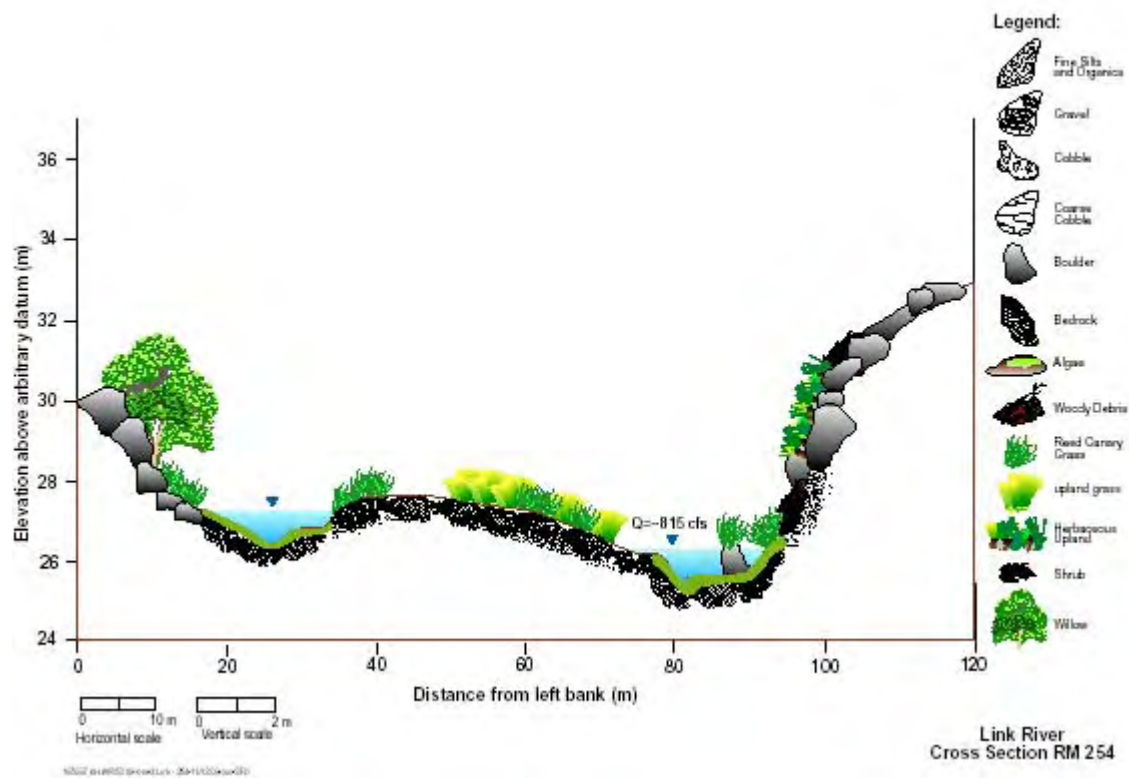 Legend:
Fine Silts
and Organics
Gravel
Cobble
Coarse
Cobble
Boulder
Bedrock
Algae
Woody Debris
Reed Canary
Grass
upland grass
Herbaceous
Upland
Shrub
Willow
Elevation above arbitrary datum (m)
36
34
32
30
28
26
24
Q=~815 cfs
0
20
40
60
80
100
120
Distance from left bank (m)
0 10 m
Horizontal scale
0 2 m
Vertical scale
Link River
Cross Section RM 254